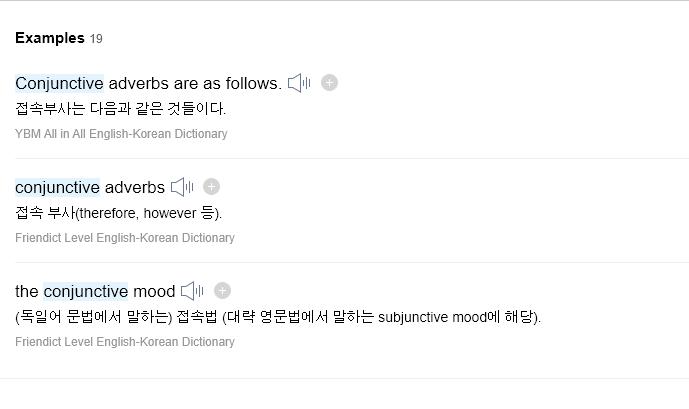 Examples 19
Conjunctive adverbs are as follows.
접속부사는 다음과 같은 것들이다.
YBM All in All English-Korean Dictionary
conjunctive adverbs
접속 부사(therefore, however 등).
Friendict Level English-Korean Dictionary
the conjunctive mood
(독일어 문법에서 말하는) 접속법 (대략 영문법에서 말하는 subjunctive mood에 해당).
Friendict Level English-Korean Dictionary